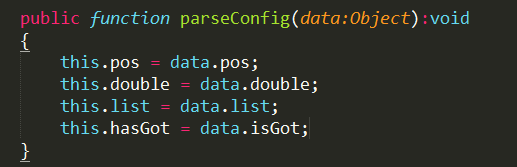 public function parseConfig(data:Object):void
{
    this.pos = data.pos;
    this.double = data.double;
    this.list = data.list;
    this.hasGot = data.isGot;
}